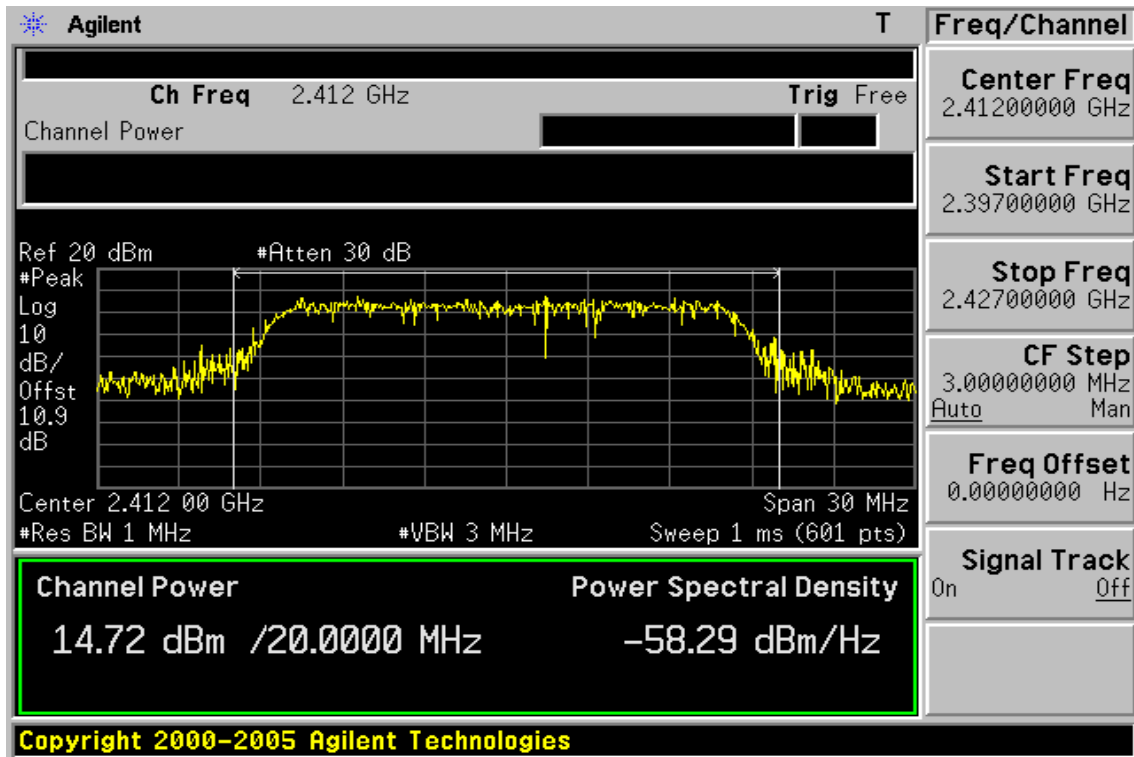 Agilent T
Ch Freq 2.412 GHz Trig Free
Channel Power
Ref 20 dBm #Atten 30 dB
#Peak
Log
10
dB/
Offst
10.9
dB
Center 2.412 00 GHz Span 30 MHz
#Res BW 1 MHz #VBW 3 MHz Sweep 1 ms (601 pts)
Channel Power Power Spectral Density
14.72 dBm /20.0000 MHz -58.29 dBm/Hz
Copyright 2000-2005 Agilent Technologies
Freq/Channel
Center Freq
2.41200000 GHz
Start Freq
2.39700000 GHz
Stop Freq
2.42700000 GHz
CF Step
3.00000000 MHz
Auto Man
Freq Offset
0.00000000 Hz
Signal Track
On Off